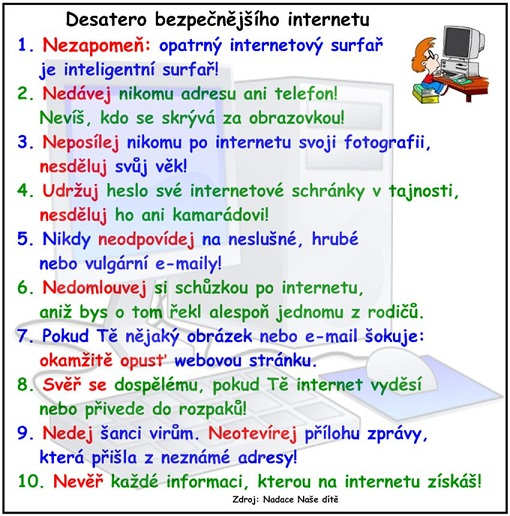 Desatero bezpečnějšího internetu
1. Nezapomeň: opatrný internetový surfař
je inteligentní surfař!
2. Nedávej nikomu adresu ani telefon!
Nevíš, kdo se skrývá za obrazovkou!
3. Neposílej nikomu po internetu svoji fotografii,
nesděluj svůj věk!
4. Udržuj heslo své internetové schránky v tajnosti,
nesděluj ho ani kamarádovi!
5. Nikdy neodpovídej na neslušné, hrubé
nebo vulgární e-maily!
6. Nedomlouvej si schůzku po internetu,
aniž bys o tom řekl alespoň jednomu z rodičů.
7. Pokud Tě nějaký obrázek nebo e-mail šokuje:
okamžitě opusť webovou stránku.
8. Svěř se dospělému, pokud Tě internet vyděsí
nebo přivede do rozpaků!
9. Nedej šanci virům. Neotevírej přílohu zprávy,
která přišla z neznámé adresy!
10. Nevěř každé informaci, kterou na internetu získáš!
Zdroj: Nadace Naše dítě